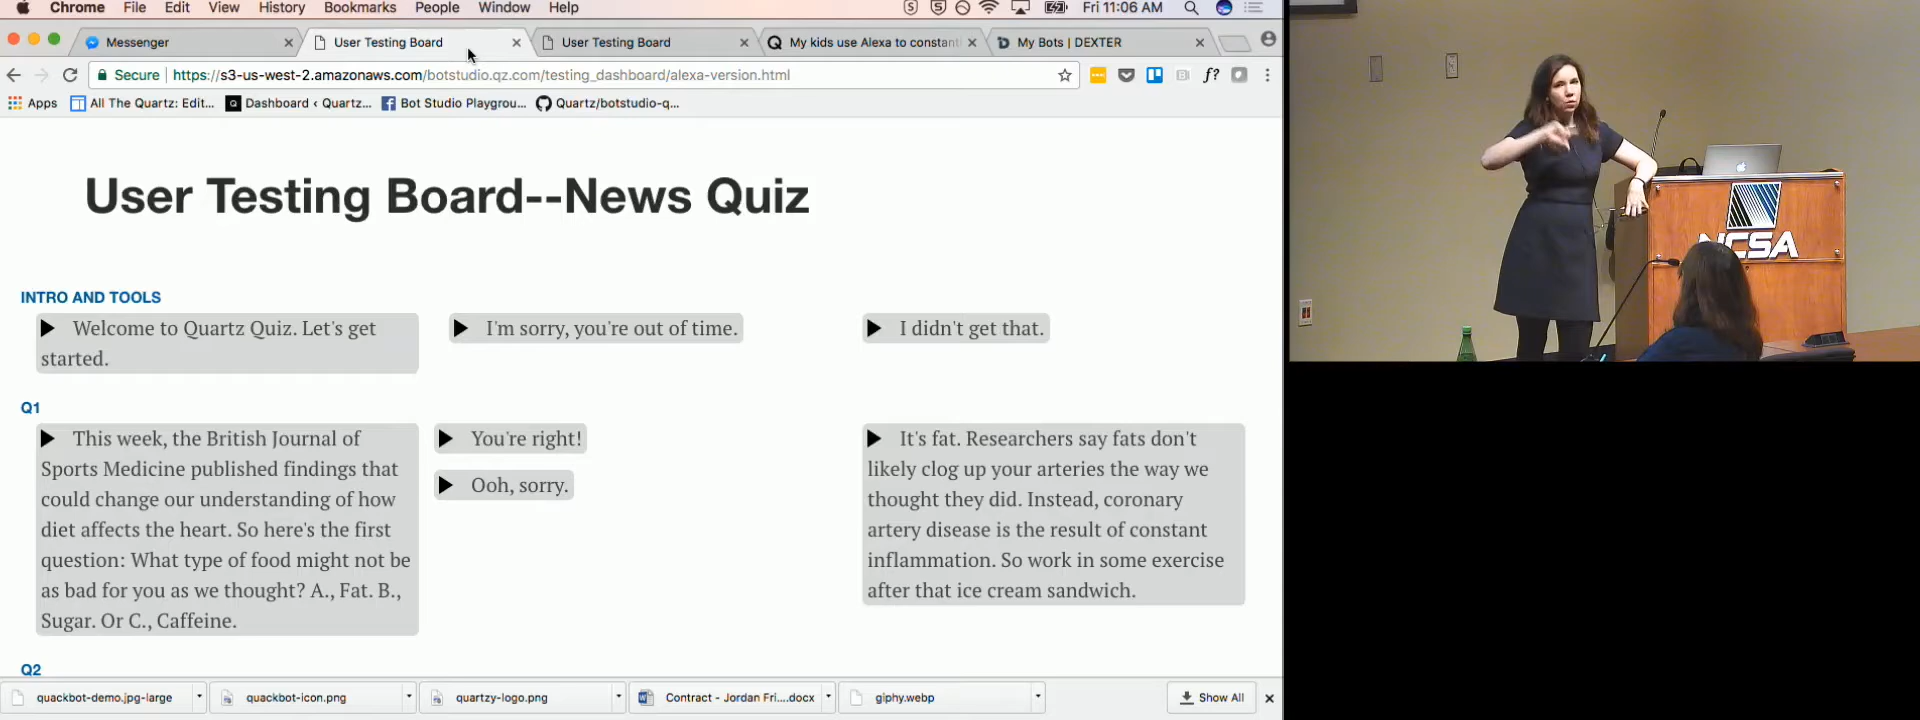 Chrome File Edit View History Bookmarks People Window Help Fri 11:06 AM
Messenger User Testing Board User Testing Board My kids use Alexa to constant My Bots | DEXTER
Secure https://s3-us-west-2.amazonaws.com/botstudio.qz.com/testing_dashboard/alexa-version.html
Apps All The Quartz: Edit... Dashboard ‹ Quartz... Bot Studio Playgrou... Quartz/botstudio-q...
User Testing Board--News Quiz
INTRO AND TOOLS
Welcome to Quartz Quiz. Let's get
started.
I'm sorry, you're out of time.
I didn't get that.
Q1
This week, the British Journal of
Sports Medicine published findings that
could change our understanding of how
diet affects the heart. So here's the first
question: What type of food might not be
as bad for you as we thought? A., Fat. B.,
Sugar. Or C., Caffeine.
You're right!
Ooh, sorry.
It's fat. Researchers say fats don't
likely clog up your arteries the way we
thought they did. Instead, coronary
artery disease is the result of constant
inflammation. So work in some exercise
after that ice cream sandwich.
Q2
quackbot-demo.jpg-large quackbot-icon.png quartzy-logo.png Contract - Jordan Fri....docx giphy.webp Show All
NCSA